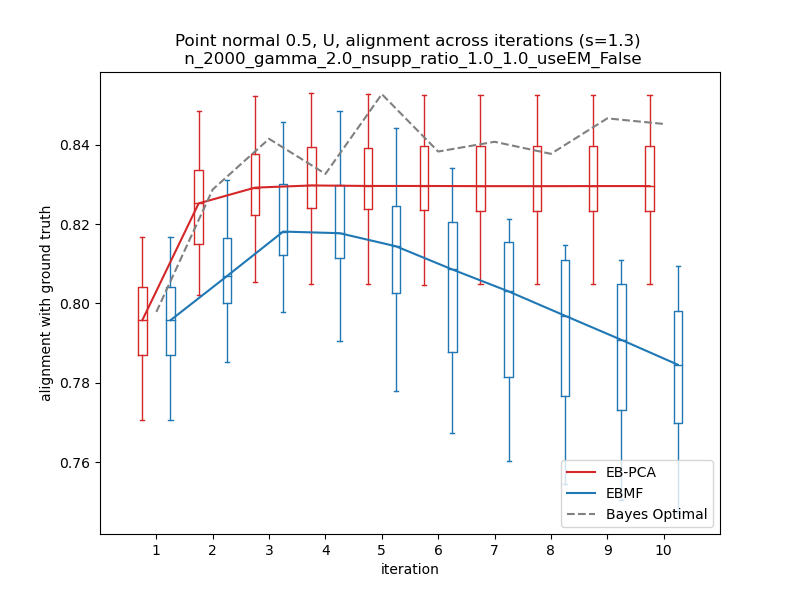 Point normal 0.5, U, alignment across iterations (s=1.3)
n_2000_gamma_2.0_nsupp_ratio_1.0_1.0_useEM_False
alignment with ground truth
0.84
0.82
0.80
0.78
0.76
EB-PCA
EBMF
Bayes Optimal
1 2 3 4 5 6 7 8 9 10
iteration